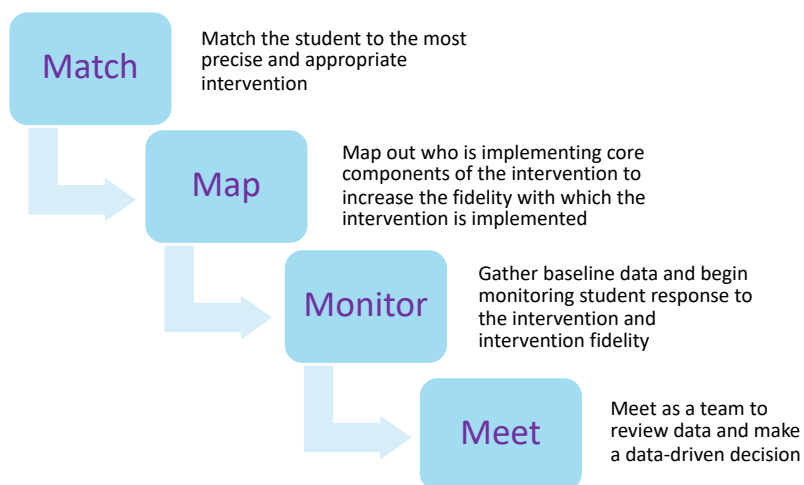 Match
Match the student to the most
precise and appropriate
intervention
Map
Map out who is implementing core
components of the intervention to
increase the fidelity with which the
intervention is implemented
Monitor
Gather baseline data and begin
monitoring student response to
the intervention and
intervention fidelity
Meet
Meet as a team to
review data and make
a data-driven decision